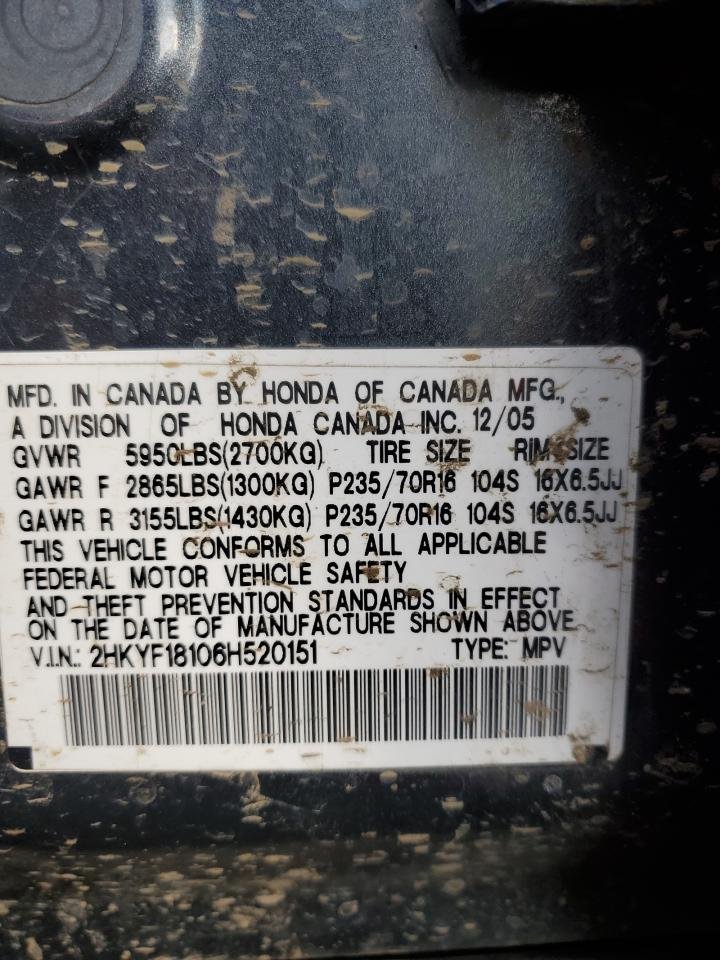 MFD. IN CANADA BY HONDA OF CANADA MFG.,
A DIVISION OF HONDA CANADA INC. 12/05
GVWR 5950LBS(2700KG) TIRE SIZE RIM SIZE
GAWR F 2865LBS(1300KG) P235/70R16 104S 16X6.5JJ
GAWR R 3155LBS(1430KG) P235/70R16 104S 16X6.5JJ
THIS VEHICLE CONFORMS TO ALL APPLICABLE
FEDERAL MOTOR VEHICLE SAFETY
AND THEFT PREVENTION STANDARDS IN EFFECT
ON THE DATE OF MANUFACTURE SHOWN ABOVE
V.I.N.: 2HKYF18106H520151 TYPE: MPV